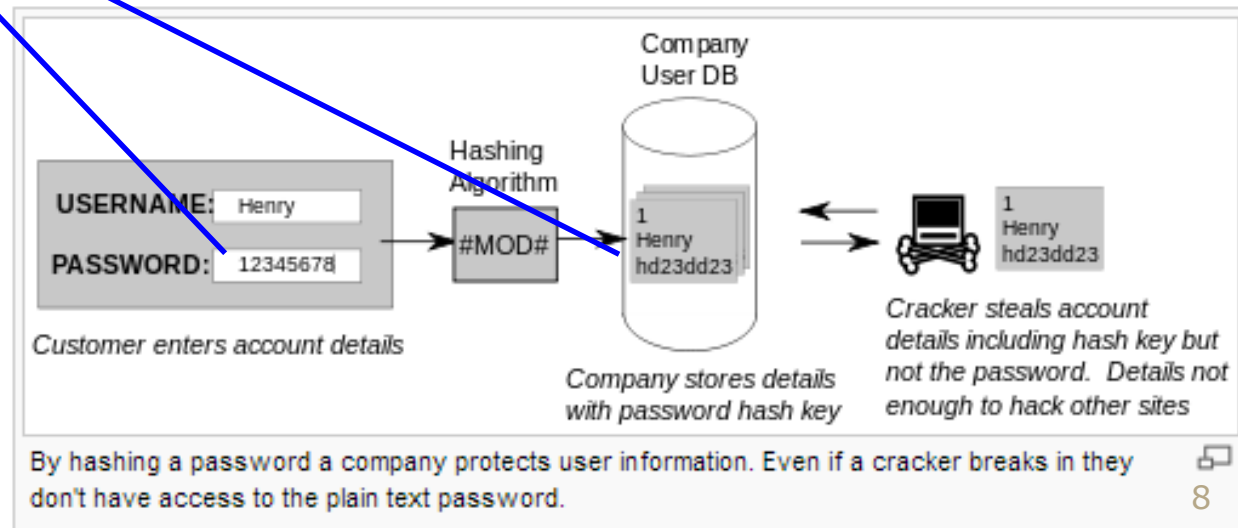 Company
User DB
Hashing
Algorithm
USERNAME: Henry
PASSWORD: 12345678
#MOD#
1
Henry
hd23dd23
1
Henry
hd23dd23
Customer enters account details
Company stores details
with password hash key
Cracker steals account
details including hash key but
not the password. Details not
enough to hack other sites
By hashing a password a company protects user information. Even if a cracker breaks in they
don't have access to the plain text password.
8